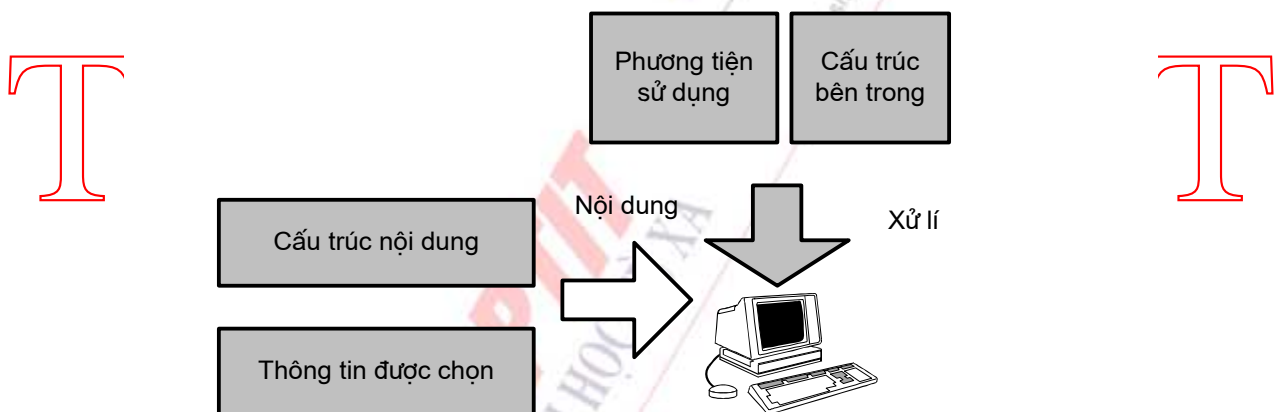 Phương tiện
sử dụng
Cấu trúc
bên trong
T
T
Nội dung
Xử lí
Cấu trúc nội dung
Thông tin được chọn